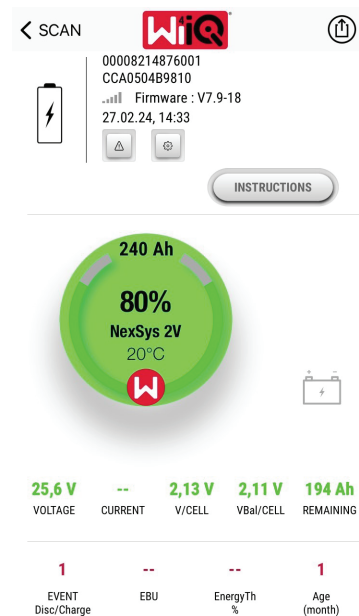 SCAN
WiiQ
00008214876001
CCA0504B9810
Firmware : V7.9-18
27.02.24, 14:33
INSTRUCTIONS
240 Ah
80%
NexSys 2V
20°C
W
+ -
25,6 V -- 2,13 V 2,11 V 194 Ah
VOLTAGE CURRENT V/CELL VBal/CELL REMAINING
1 -- -- 1
EVENT EBU EnergyTh Age
Disc/Charge % (month)